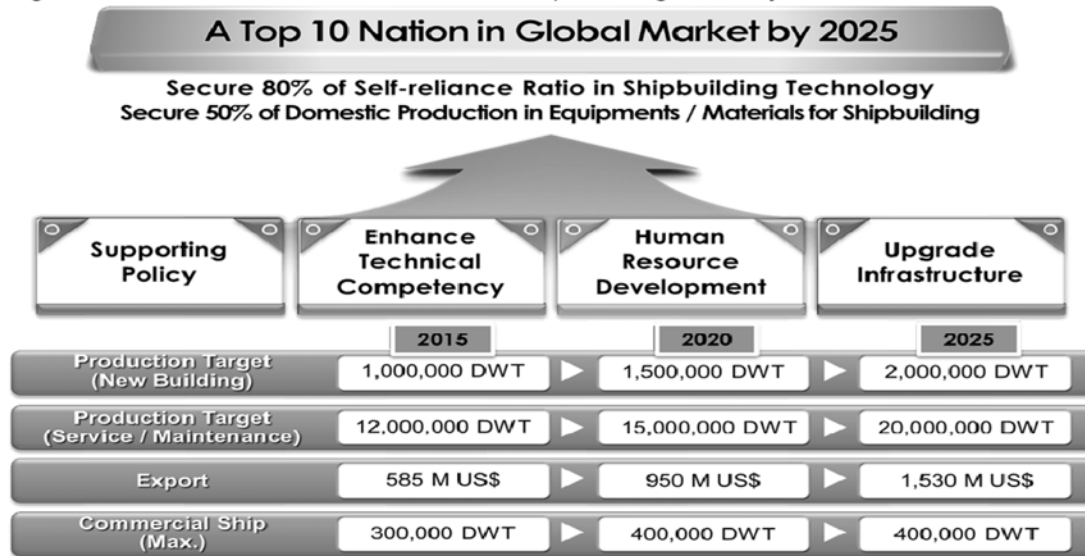 A Top 10 Nation in Global Market by 2025
Secure 80% of Self-reliance Ratio in Shipbuilding Technology
Secure 50% of Domestic Production in Equipments / Materials for Shipbuilding
Supporting
Policy
Enhance
Technical
Competency
Human
Resource
Development
Upgrade
Infrastructure
2015
2020
2025
Production Target
(New Building)
1,000,000 DWT
1,500,000 DWT
2,000,000 DWT
Production Target
(Service / Maintenance)
12,000,000 DWT
15,000,000 DWT
20,000,000 DWT
Export
585 M US$
950 M US$
1,530 M US$
Commercial Ship
(Max.)
300,000 DWT
400,000 DWT
400,000 DWT